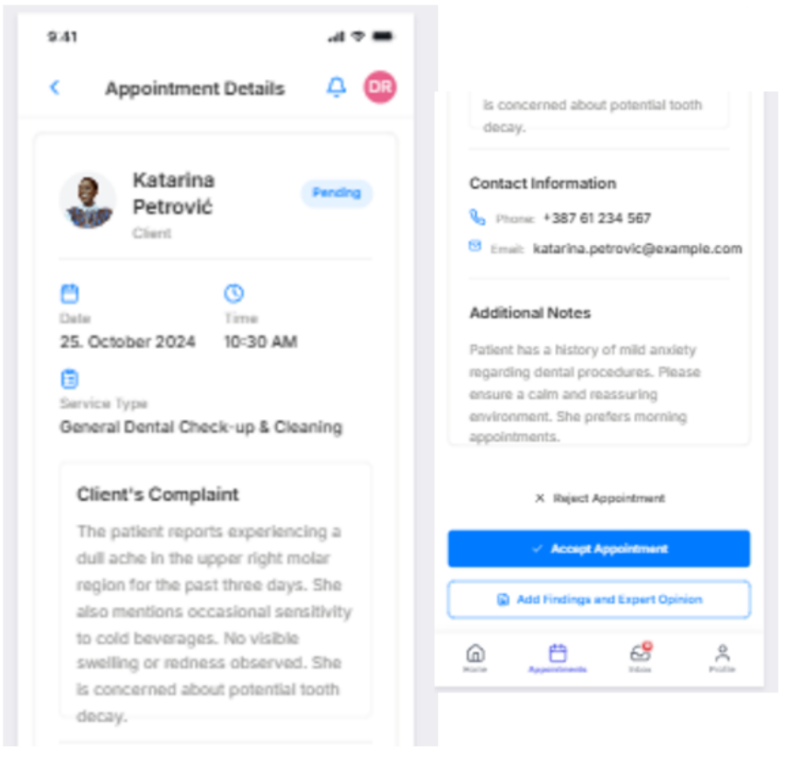 9:41
Appointment Details
DR
Katarina
Petrović
Client
Pending
Date
25. October 2024
Time
10:30 AM
Service Type
General Dental Check-up & Cleaning
Client's Complaint
The patient reports experiencing a
dull ache in the upper right molar
region for the past three days. She
also mentions occasional sensitivity
to cold beverages. No visible
swelling or redness observed. She
is concerned about potential tooth
decay.
is concerned about potential tooth
decay.
Contact Information
Phone: +387 61 234 567
Email: katarina.petrovic@example.com
Additional Notes
Patient has a history of mild anxiety
regarding dental procedures. Please
ensure a calm and reassuring
environment. She prefers morning
appointments.
Reject Appointment
Accept Appointment
Add Findings and Expert Opinion
Home
Appointments
Inbox
Profile